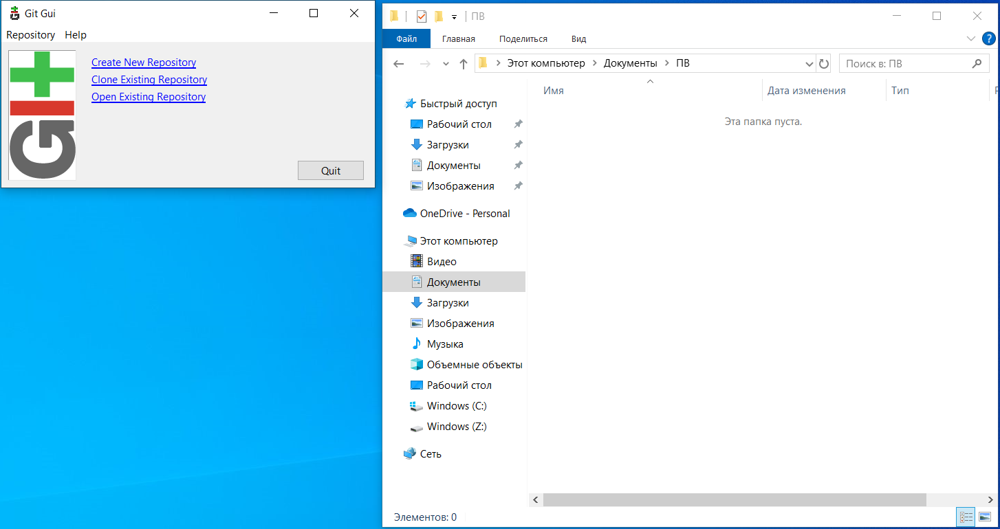 Git Gui
Repository Help
Create New Repository
Clone Existing Repository
Open Existing Repository
GIT
Quit
ПВ
Файл Главная Поделиться Вид
Этот компьютер Документы ПВ
Поиск в: ПВ
Имя Дата изменения Тип
Эта папка пуста.
Быстрый доступ
Рабочий стол
Загрузки
Документы
Изображения
OneDrive - Personal
Этот компьютер
Видео
Документы
Загрузки
Изображения
Музыка
Объемные объекты
Рабочий стол
Windows (C:)
Windows (Z:)
Сеть
Элементов: 0